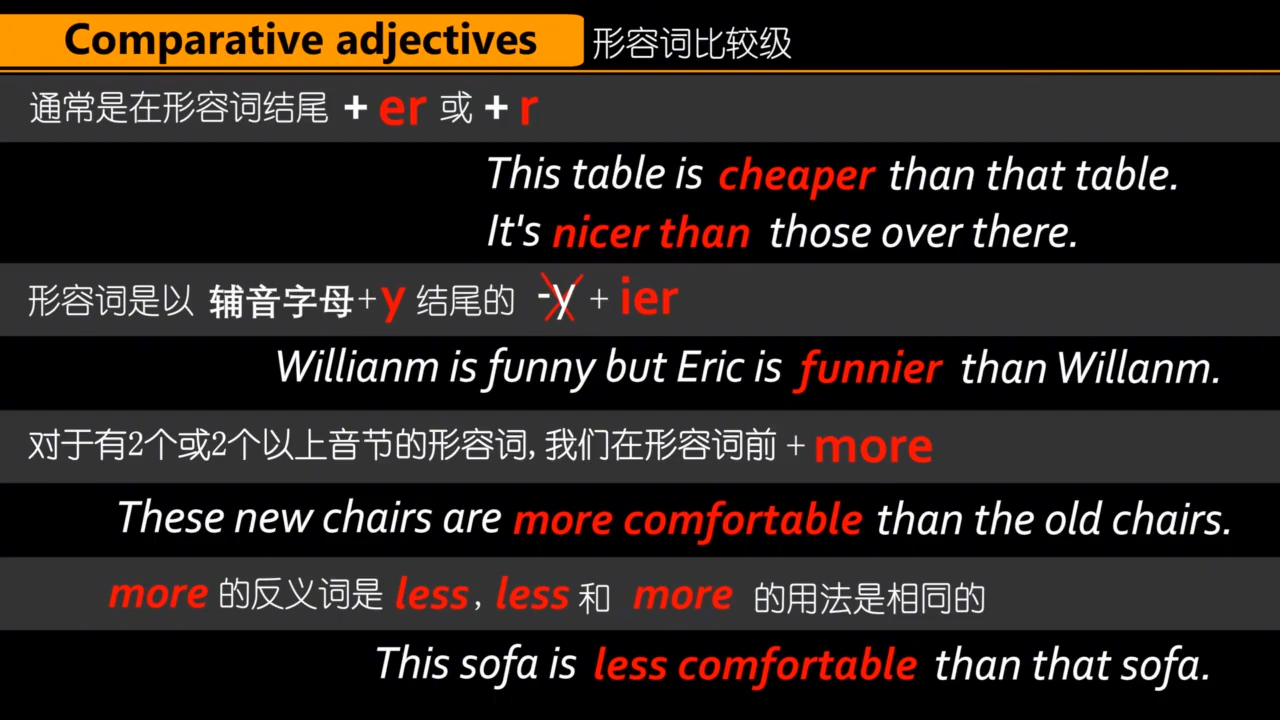 Comparative adjectives 形容词比较级
通常是在形容词结尾 + er 或 + r
This table is cheaper than that table.
It's nicer than those over there.
形容词是以 辅音字母+y 结尾的 -y + ier
Willianm is funny but Eric is funnier than Willanm.
对于有2个或2个以上音节的形容词, 我们在形容词前 + more
These new chairs are more comfortable than the old chairs.
more 的反义词是 less, less 和 more 的用法是相同的
This sofa is less comfortable than that sofa.